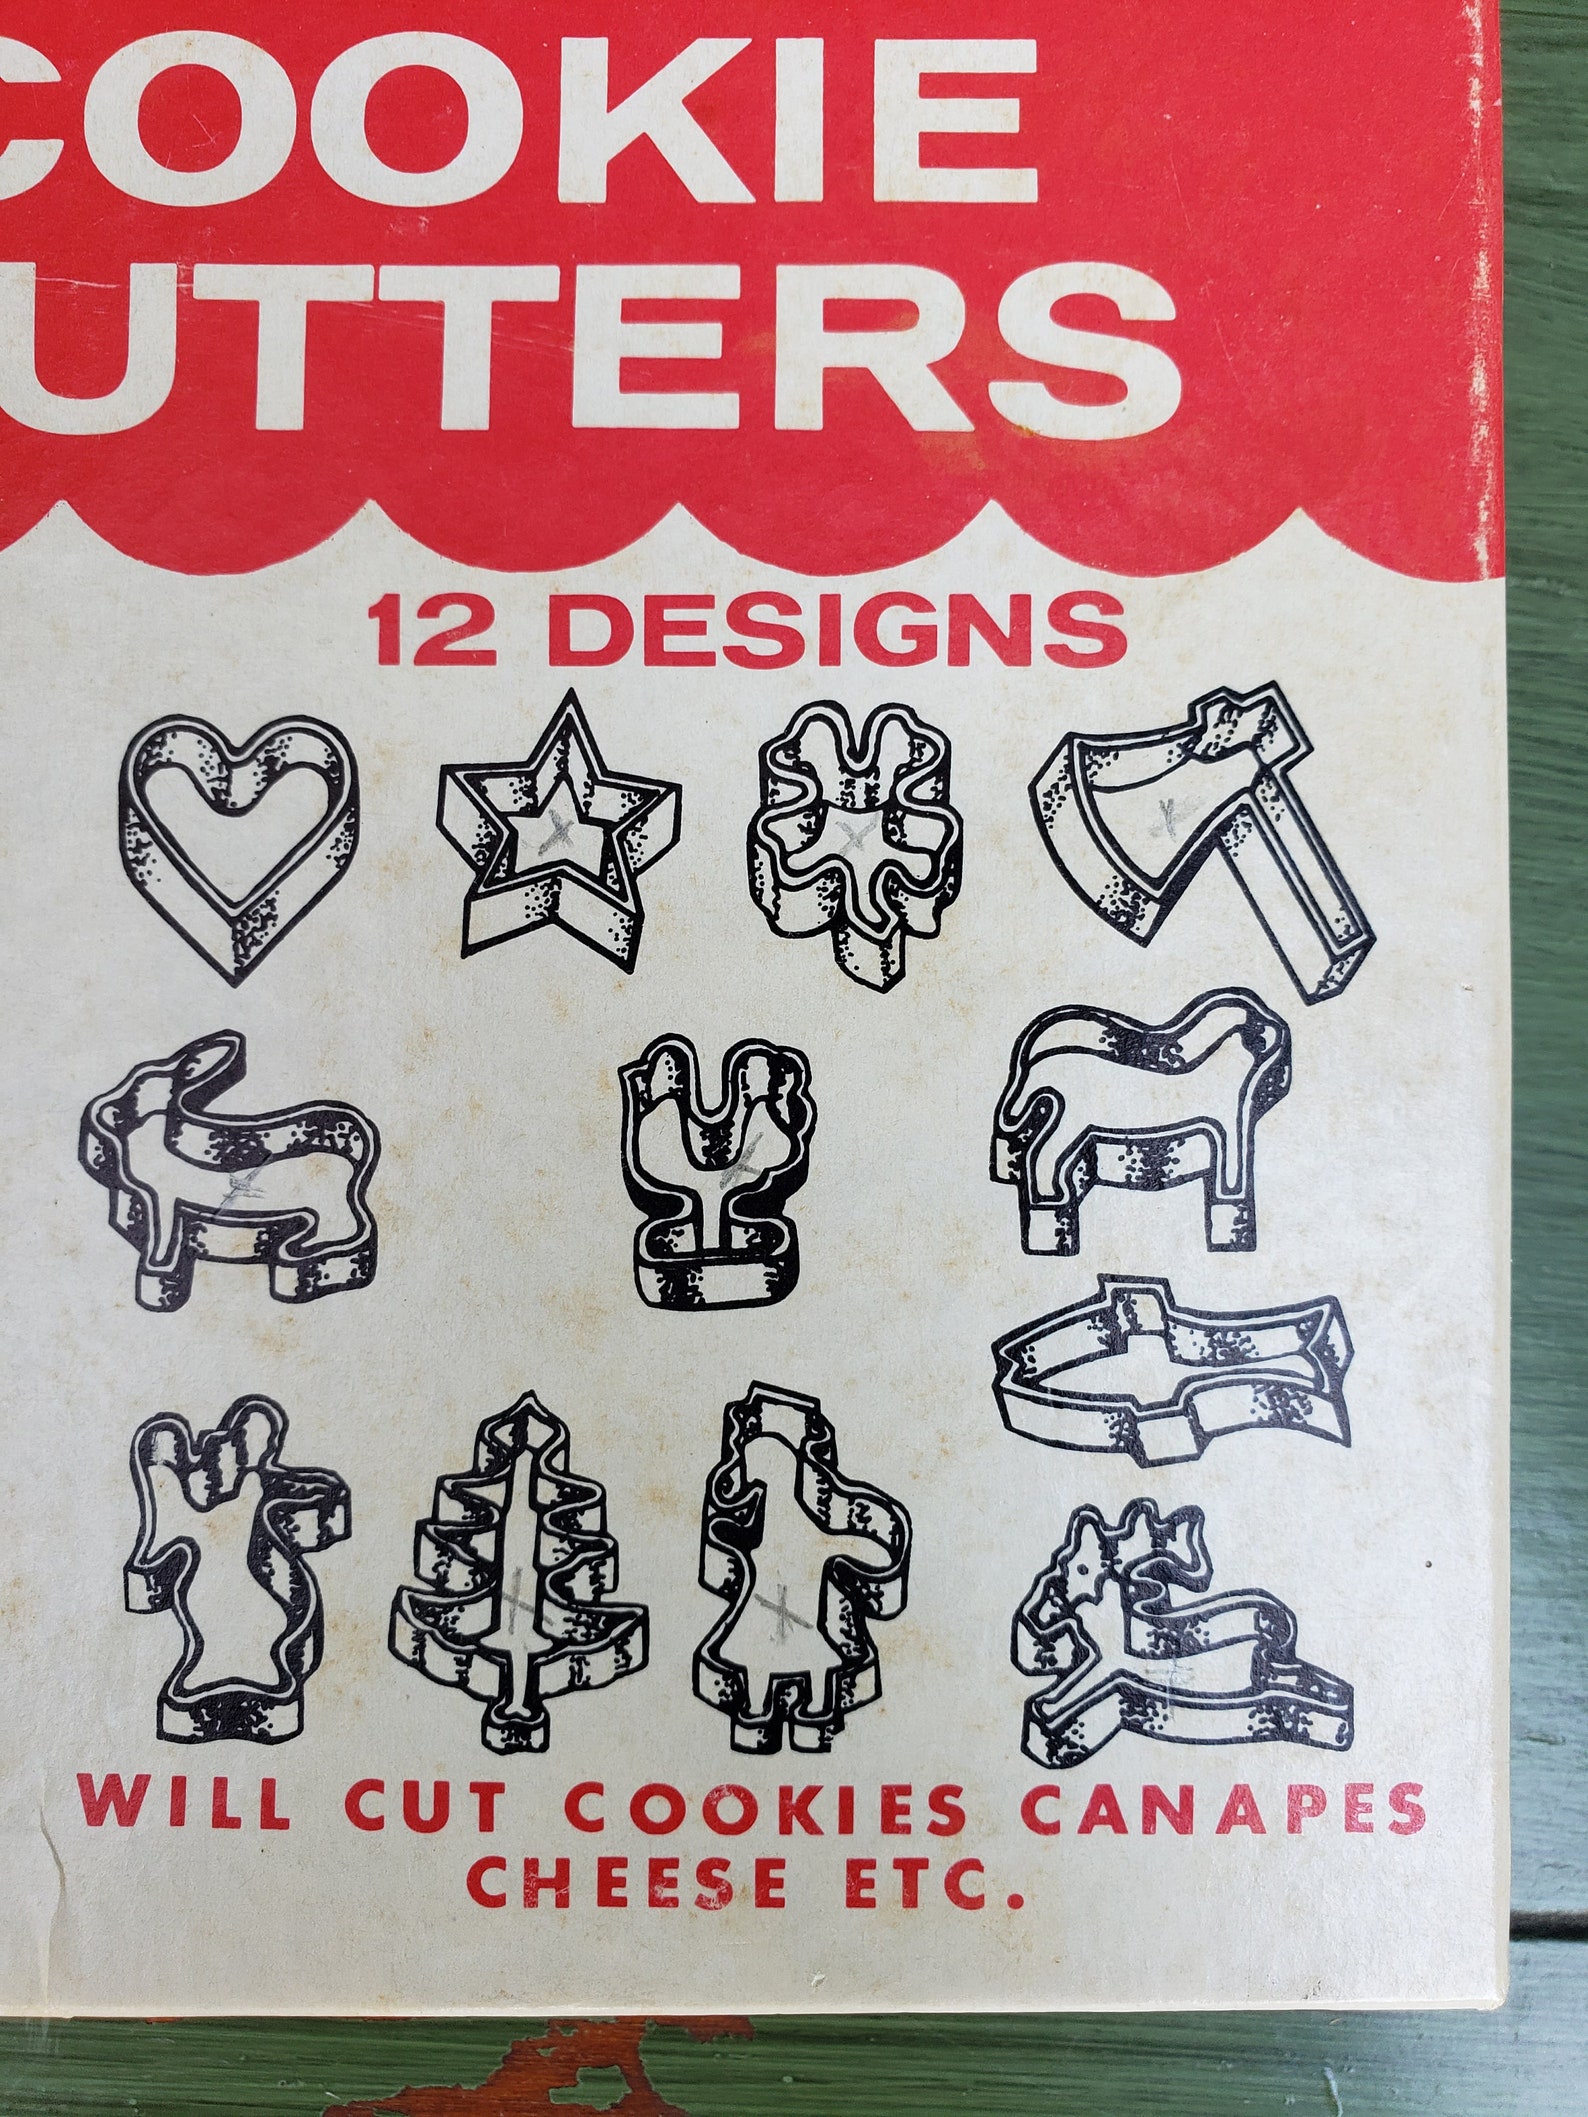 COOKIE
UTTERS
12 DESIGNS
WILL CUT COOKIES CANAPES
CHEESE ETC.